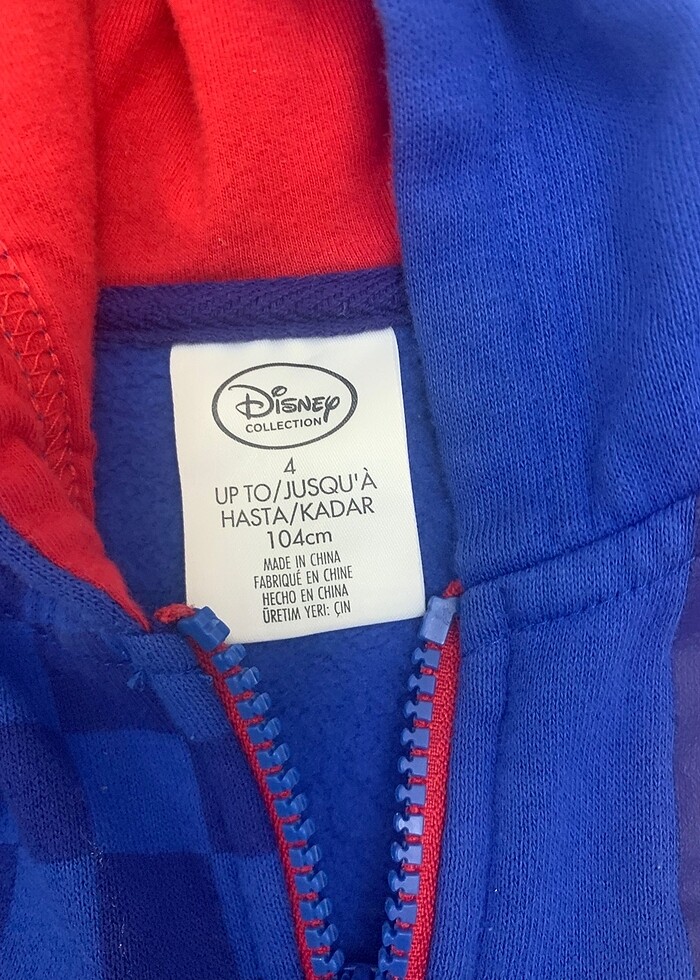 Disney
COLLECTION
4
UP TO/JUSQU'À
HASTA/KADAR
104cm
MADE IN CHINA
FABRIQUÉ EN CHINE
HECHO EN CHINA
ÜRETIM YERI: ÇIN